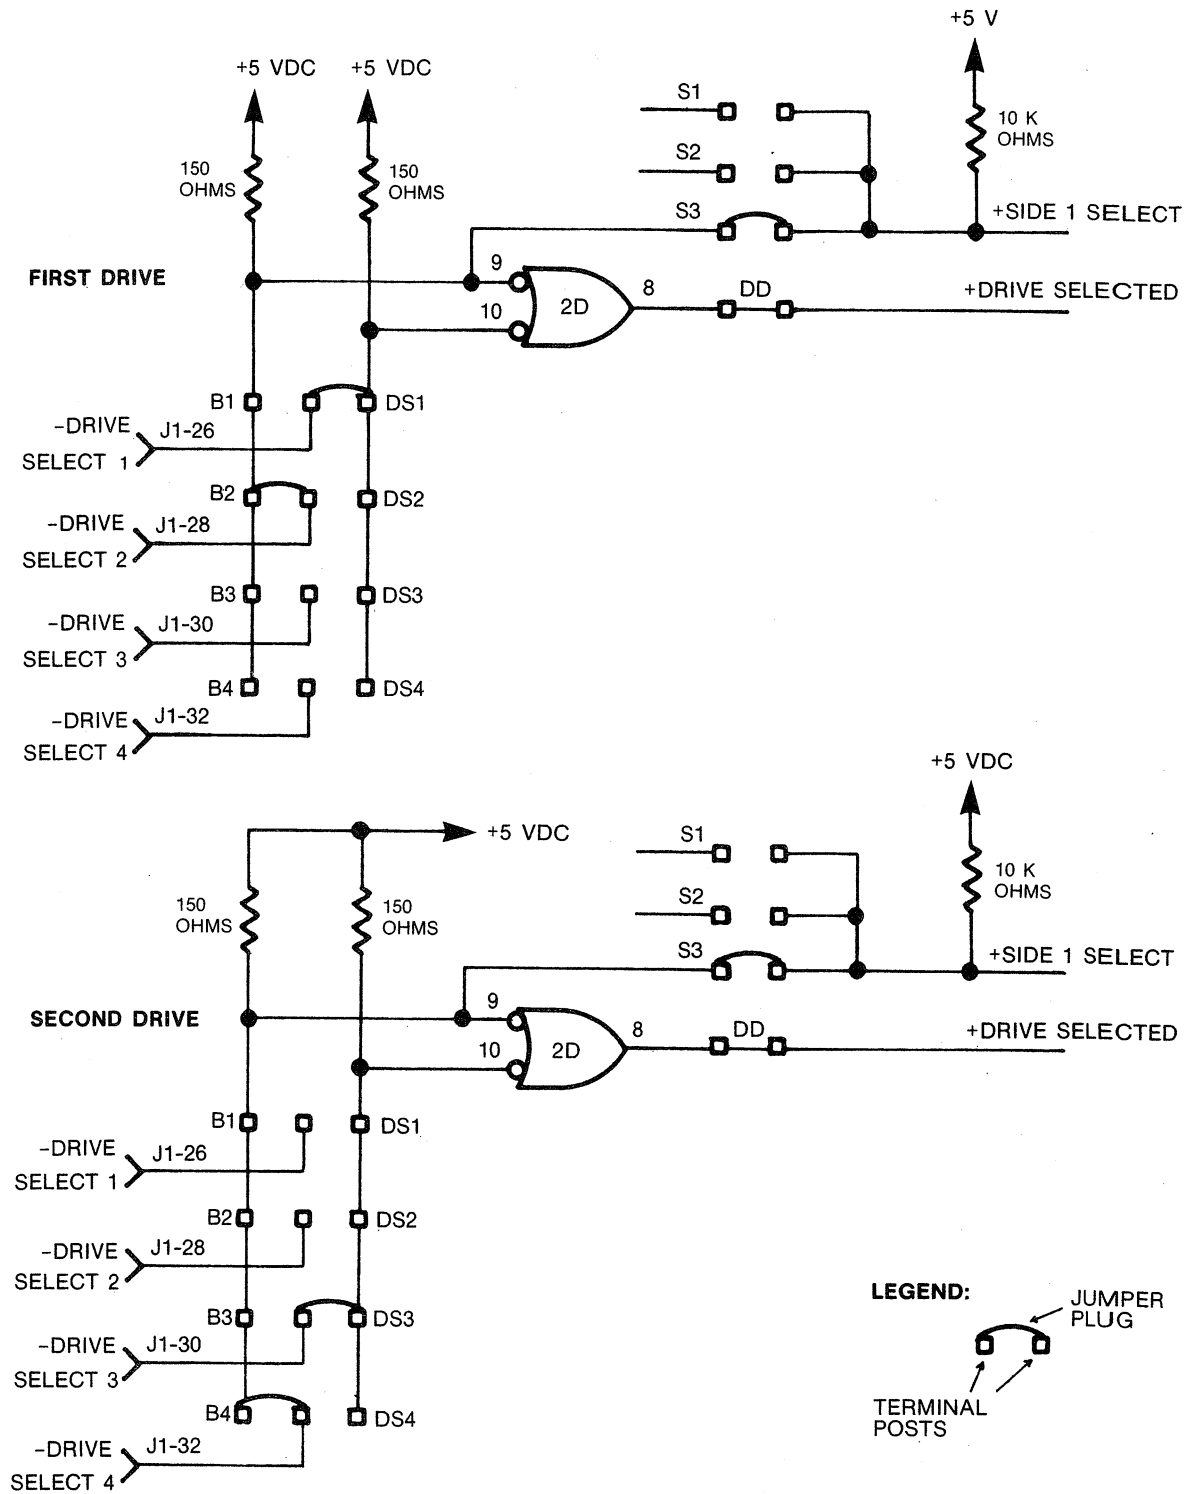 +5 V
+5 VDC
+5 VDC
S1
10 K
OHMS
S2
150
OHMS
150
OHMS
S3
+SIDE 1 SELECT
FIRST DRIVE
9
8
DD
+DRIVE SELECTED
10
2D
B1
DS1
-DRIVE
SELECT 1
J1-26
B2
DS2
-DRIVE
SELECT 2
J1-28
B3
DS3
-DRIVE
SELECT 3
J1-30
B4
DS4
-DRIVE
SELECT 4
J1-32
+5 VDC
+5 VDC
S1
10 K
OHMS
S2
150
OHMS
150
OHMS
S3
+SIDE 1 SELECT
SECOND DRIVE
9
8
DD
+DRIVE SELECTED
10
2D
B1
DS1
-DRIVE
SELECT 1
J1-26
B2
DS2
-DRIVE
SELECT 2
J1-28
B3
DS3
-DRIVE
SELECT 3
J1-30
B4
DS4
-DRIVE
SELECT 4
J1-32
LEGEND:
JUMPER
PLUG
TERMINAL
POSTS